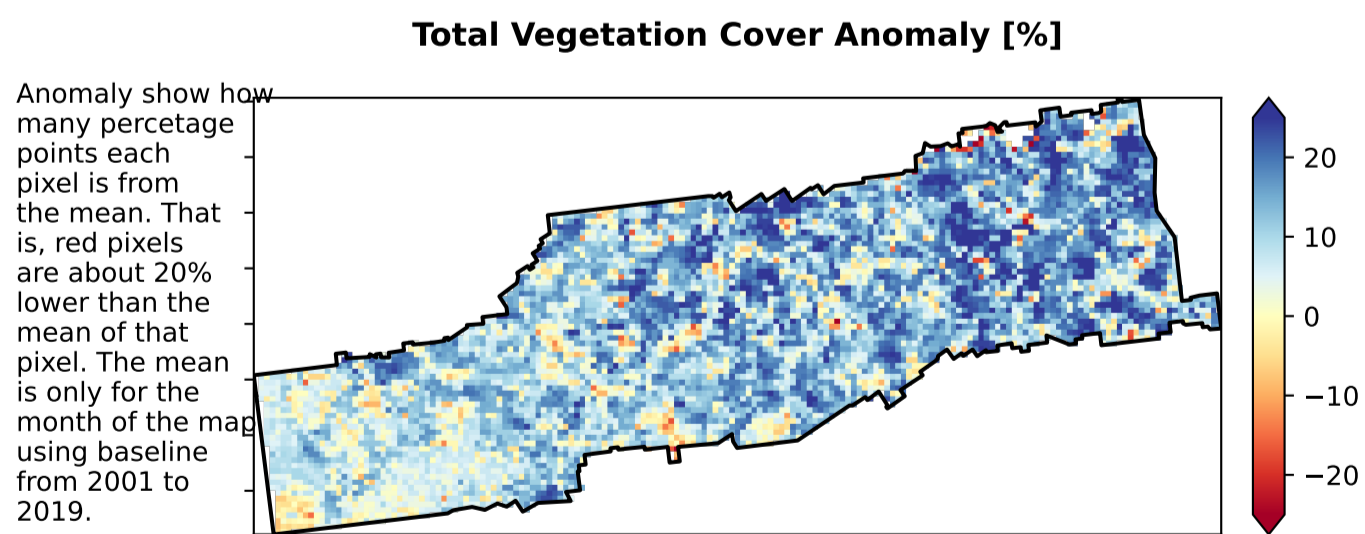 Total Vegetation Cover Anomaly [%]
Anomaly show how
many percetage
points each
pixel is from
the mean. That
is, red pixels
are about 20%
lower than the
mean of that
pixel. The mean
is only for the
month of the map
using baseline
from 2001 to
2019.
20
10
0
−10
−20